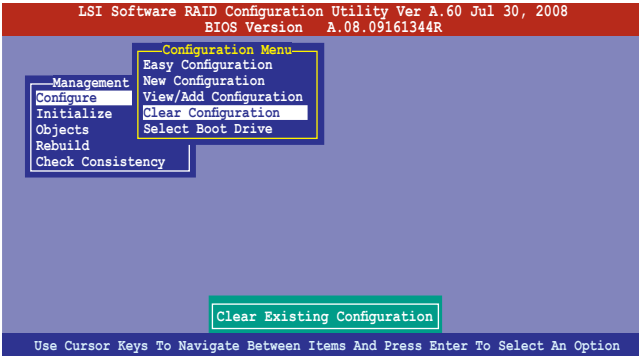 LSI Software RAID Configuration Utility Ver A.60 Jul 30, 2008
BIOS Version A.08.09161344R
Management
Configure
Initialize
Objects
Rebuild
Check Consistency
Configuration Menu
Easy Configuration
New Configuration
View/Add Configuration
Clear Configuration
Select Boot Drive
Clear Existing Configuration
Use Cursor Keys To Navigate Between Items And Press Enter To Select An Option